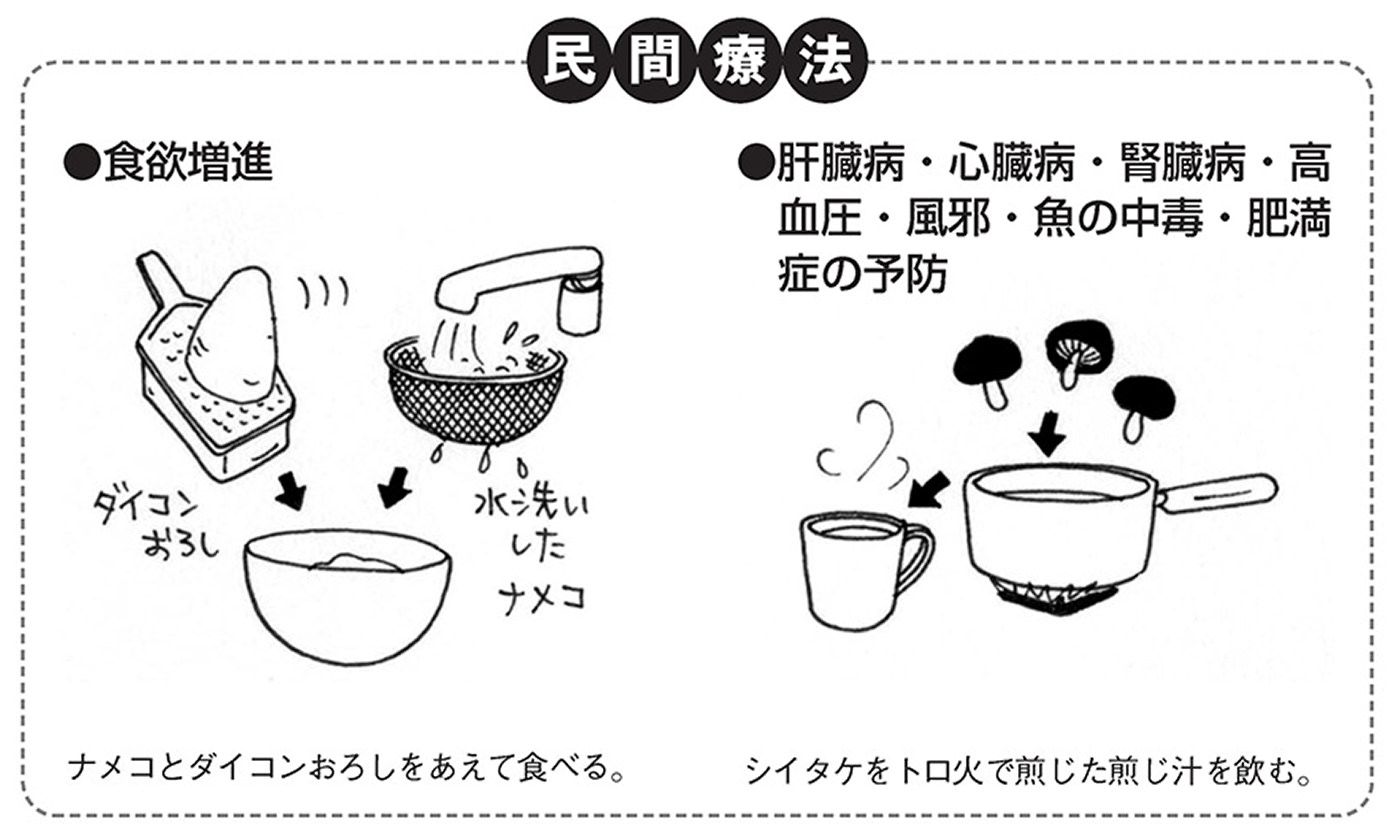 民間療法
●食欲増進
ダイコン
おろし
水洗い
した
ナメコ
ナメコとダイコンおろしをあえて食べる。
●肝臓病・心臓病・腎臓病・高
血圧・風邪・魚の中毒・肥満
症の予防
シイタケをトロ火で煎じた煎じ汁を飲む。